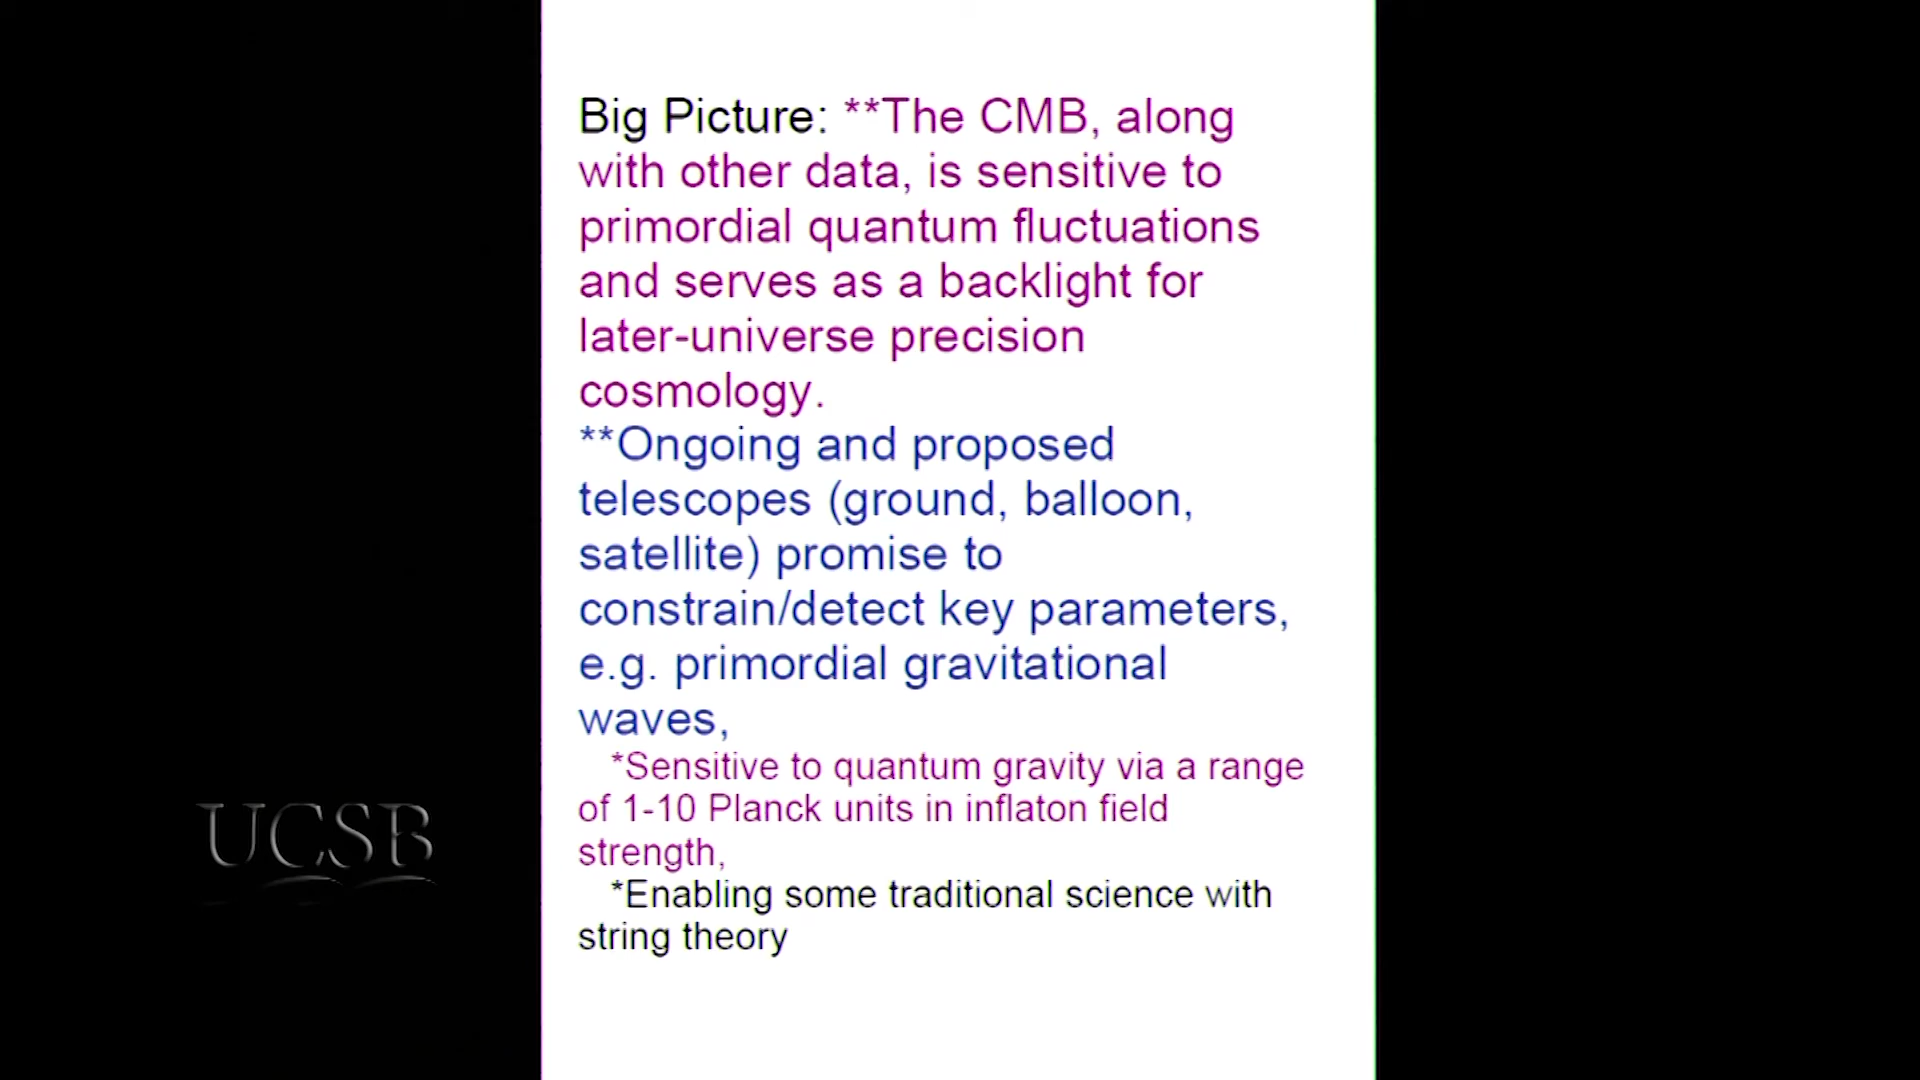 Big Picture: **The CMB, along
with other data, is sensitive to
primordial quantum fluctuations
and serves as a backlight for
later-universe precision
cosmology.
**Ongoing and proposed
telescopes (ground, balloon,
satellite) promise to
constrain/detect key parameters,
e.g. primordial gravitational
waves,
*Sensitive to quantum gravity via a range
of 1-10 Planck units in inflaton field
strength,
*Enabling some traditional science with
string theory
UCSB